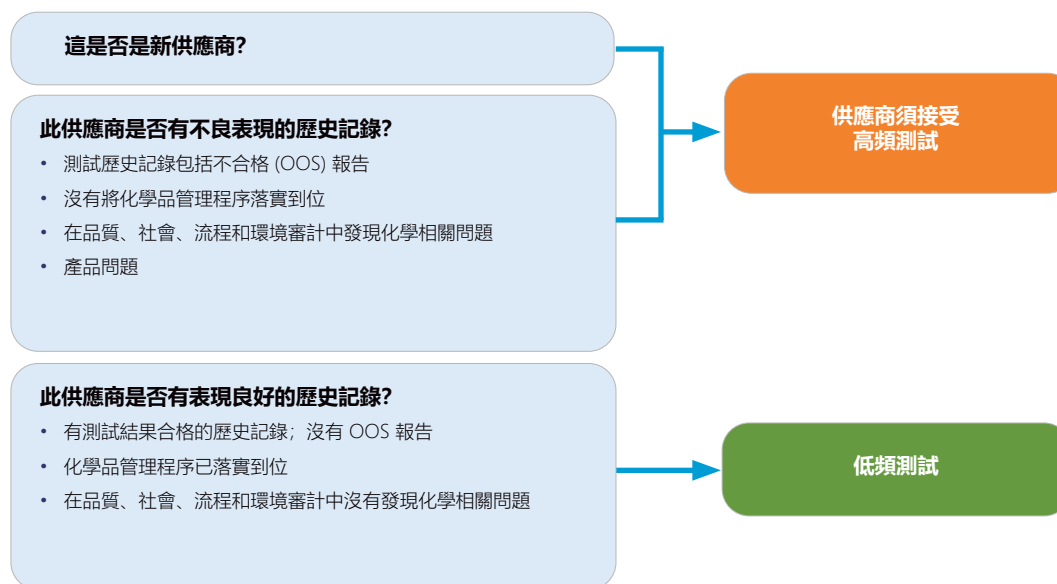 這是否是新供應商?
此供應商是否有不良表現的歷史記錄?
• 測試歷史記錄包括不合格 (OOS) 報告
• 沒有將化學品管理程序落實到位
• 在品質、社會、流程和環境審計中發現化學相關問題
• 產品問題
供應商須接受
高頻測試
此供應商是否有表現良好的歷史記錄?
• 有測試結果合格的歷史記錄；沒有 OOS 報告
• 化學品管理程序已落實到位
• 在品質、社會、流程和環境審計中沒有發現化學相關問題
低頻測試